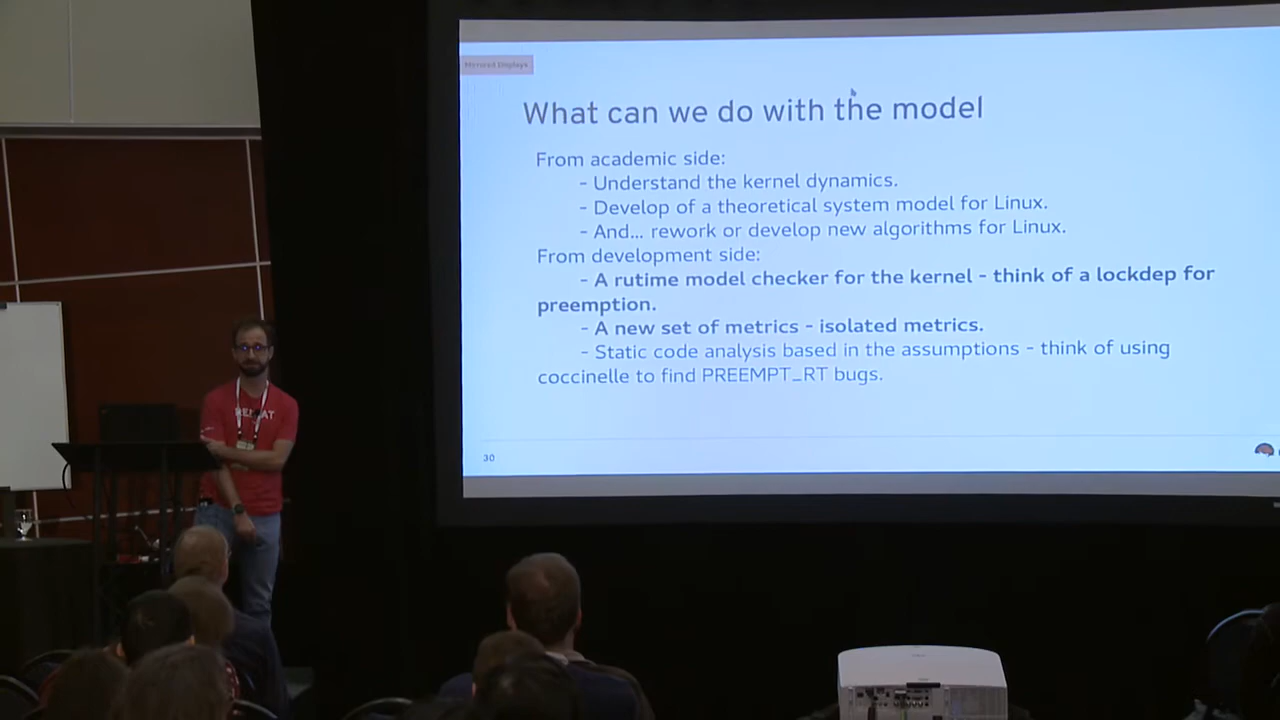 Mirrored Displays
What can we do with the model
From academic side:
- Understand the kernel dynamics.
- Develop of a theoretical system model for Linux.
- And... rework or develop new algorithms for Linux.
From development side:
- A rutime model checker for the kernel - think of a lockdep for
preemption.
- A new set of metrics - isolated metrics.
- Static code analysis based in the assumptions - think of using
coccinelle to find PREEMPT_RT bugs.
30